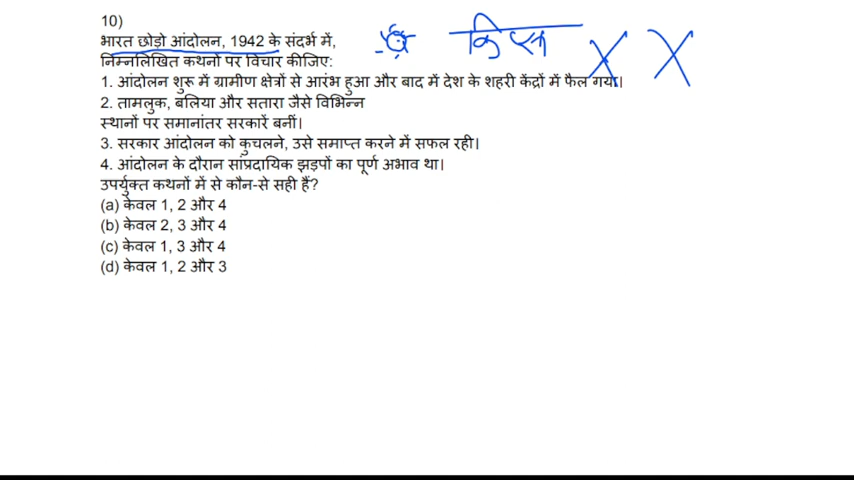 10)
भारत छोड़ो आंदोलन, 1942 के संदर्भ में,
निम्नलिखित कथनों पर विचार कीजिए:
1. आंदोलन शुरू में ग्रामीण क्षेत्रों से आरंभ हुआ और बाद में देश के शहरी केंद्रों में फैल गया।
2. तामलुक, बलिया और सतारा जैसे विभिन्न
स्थानों पर समानांतर सरकारें बनीं।
3. सरकार आंदोलन को कुचलने, उसे समाप्त करने में सफल रही।
4. आंदोलन के दौरान सांप्रदायिक झड़पों का पूर्ण अभाव था।
उपर्युक्त कथनों में से कौन-से सही हैं?
(a) केवल 1, 2 और 4
(b) केवल 2, 3 और 4
(c) केवल 1, 3 और 4
(d) केवल 1, 2 और 3